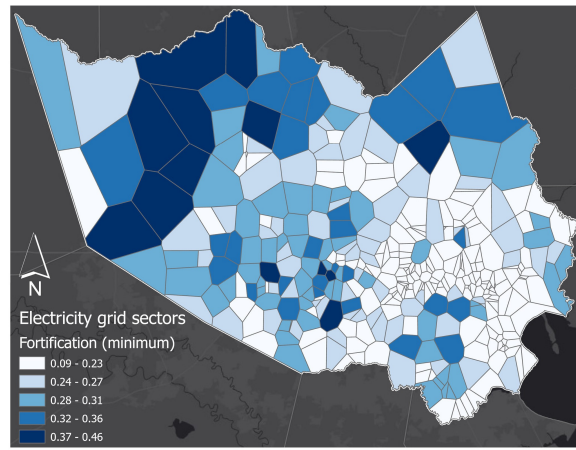 N
Electricity grid sectors
Fortification (minimum)
0.09 - 0.23
0.24 - 0.27
0.28 - 0.31
0.32 - 0.36
0.37 - 0.46